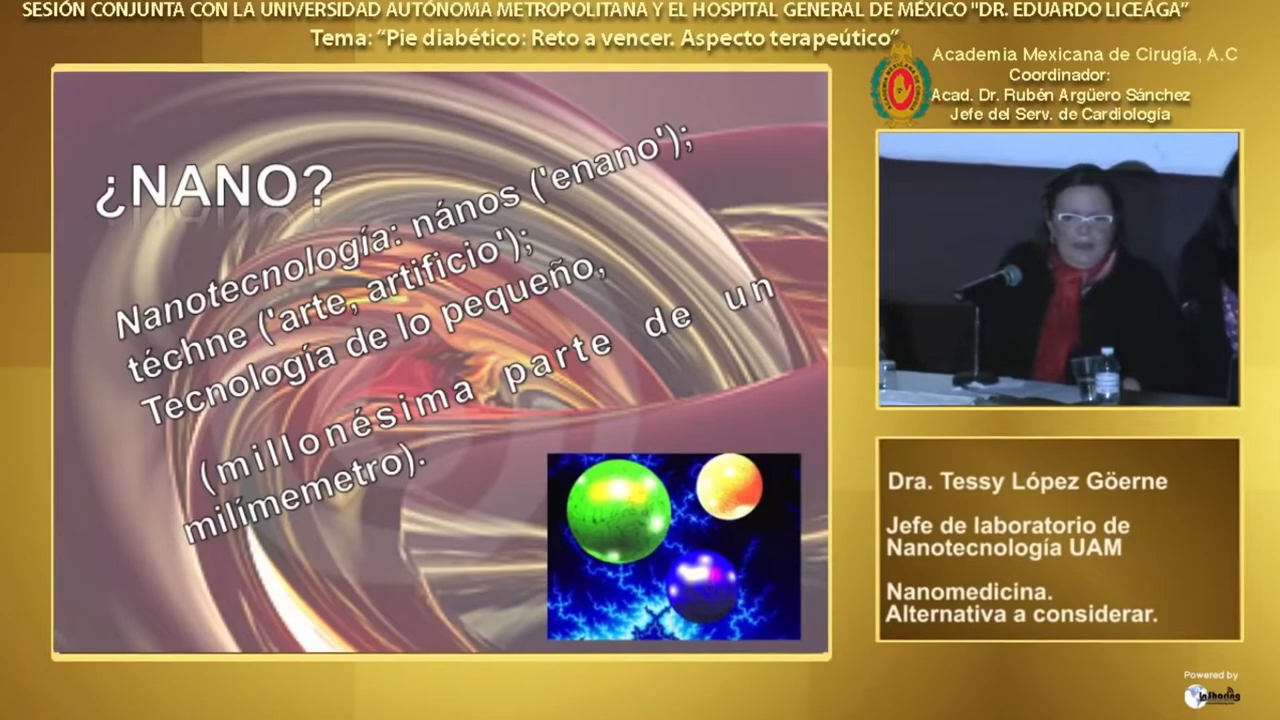 SESIÓN CONJUNTA CON LA UNIVERSIDAD AUTÓNOMA METROPOLITANA Y EL HOSPITAL GENERAL DE MÉXICO "DR. EDUARDO LICEÁGA"
Tema: “Pie diabético: Reto a vencer. Aspecto terapeútico”
Academia Mexicana de Cirugía, A.C
Coordinador:
Acad. Dr. Rubén Argüero Sánchez
Jefe del Serv. de Cardiología
¿NANO?
Nanotecnología: nános ('enano');
téchne ('arte, artificio');
Tecnología de lo pequeño,
(millonésima parte de un
milímemetro).
Dra. Tessy López Göerne
Jefe de laboratorio de
Nanotecnología UAM
Nanomedicina.
Alternativa a considerar.
Powered by